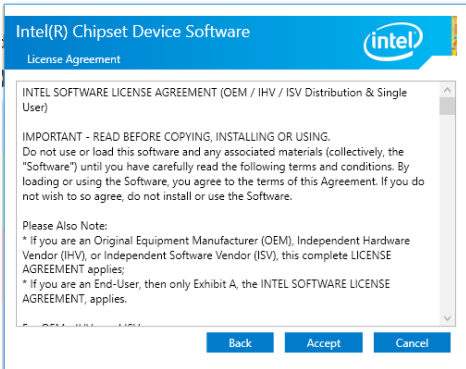 Intel(R) Chipset Device Software
License Agreement
intel
INTEL SOFTWARE LICENSE AGREEMENT (OEM / IHV / ISV Distribution & Single
User)
IMPORTANT - READ BEFORE COPYING, INSTALLING OR USING.
Do not use or load this software and any associated materials (collectively, the
"Software") until you have carefully read the following terms and conditions. By
loading or using the Software, you agree to the terms of this Agreement. If you do
not wish to so agree, do not install or use the Software.
Please Also Note:
* If you are an Original Equipment Manufacturer (OEM), Independent Hardware
Vendor (IHV), or Independent Software Vendor (ISV), this complete LICENSE
AGREEMENT applies;
* If you are an End-User, then only Exhibit A, the INTEL SOFTWARE LICENSE
AGREEMENT, applies.
Back Accept Cancel